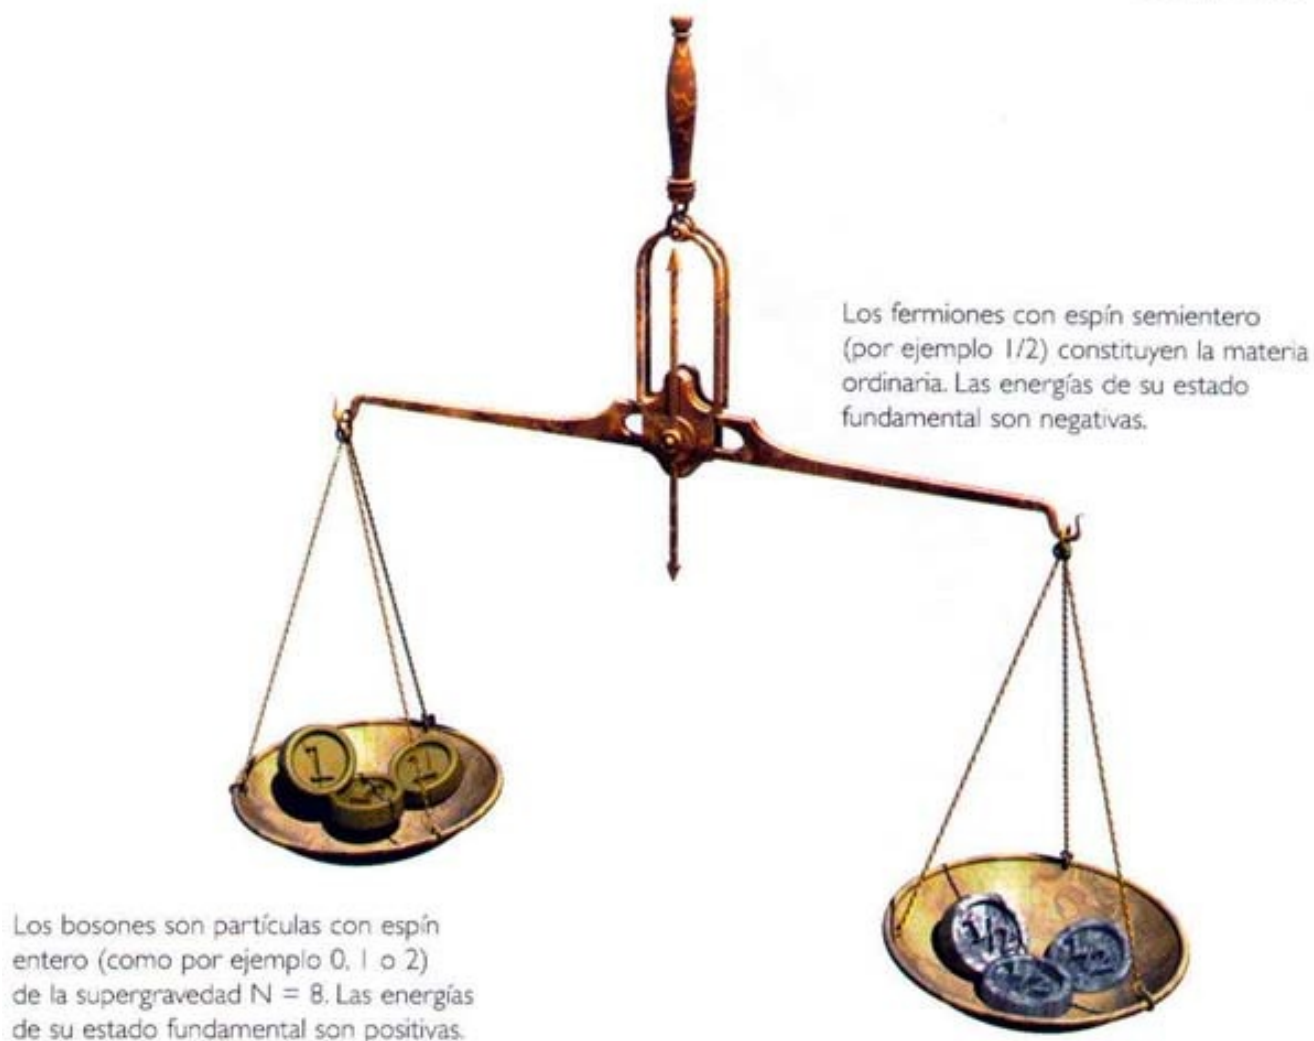 Los fermiones con espín semientero
(por ejemplo 1/2) constituyen la materia
ordinaria. Las energías de su estado
fundamental son negativas.
1
1
1
1/2
1/2
1/2
Los bosones son partículas con espín
entero (como por ejemplo 0, 1 o 2)
de la supergravedad N = 8. Las energías
de su estado fundamental son positivas.